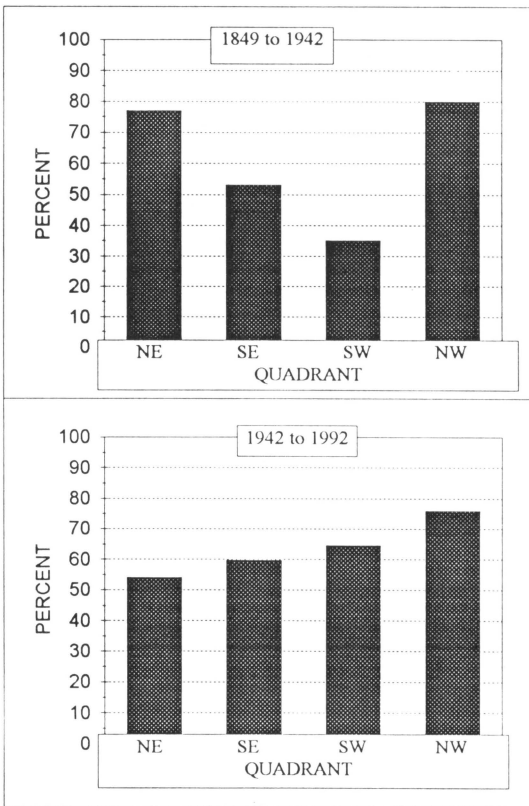 1849 to 1942
PERCENT
100
90
80
70
60
50
40
30
20
10
0
NE SE SW NW
QUADRANT
1942 to 1992
PERCENT
100
90
80
70
60
50
40
30
20
10
0
NE SE SW NW
QUADRANT